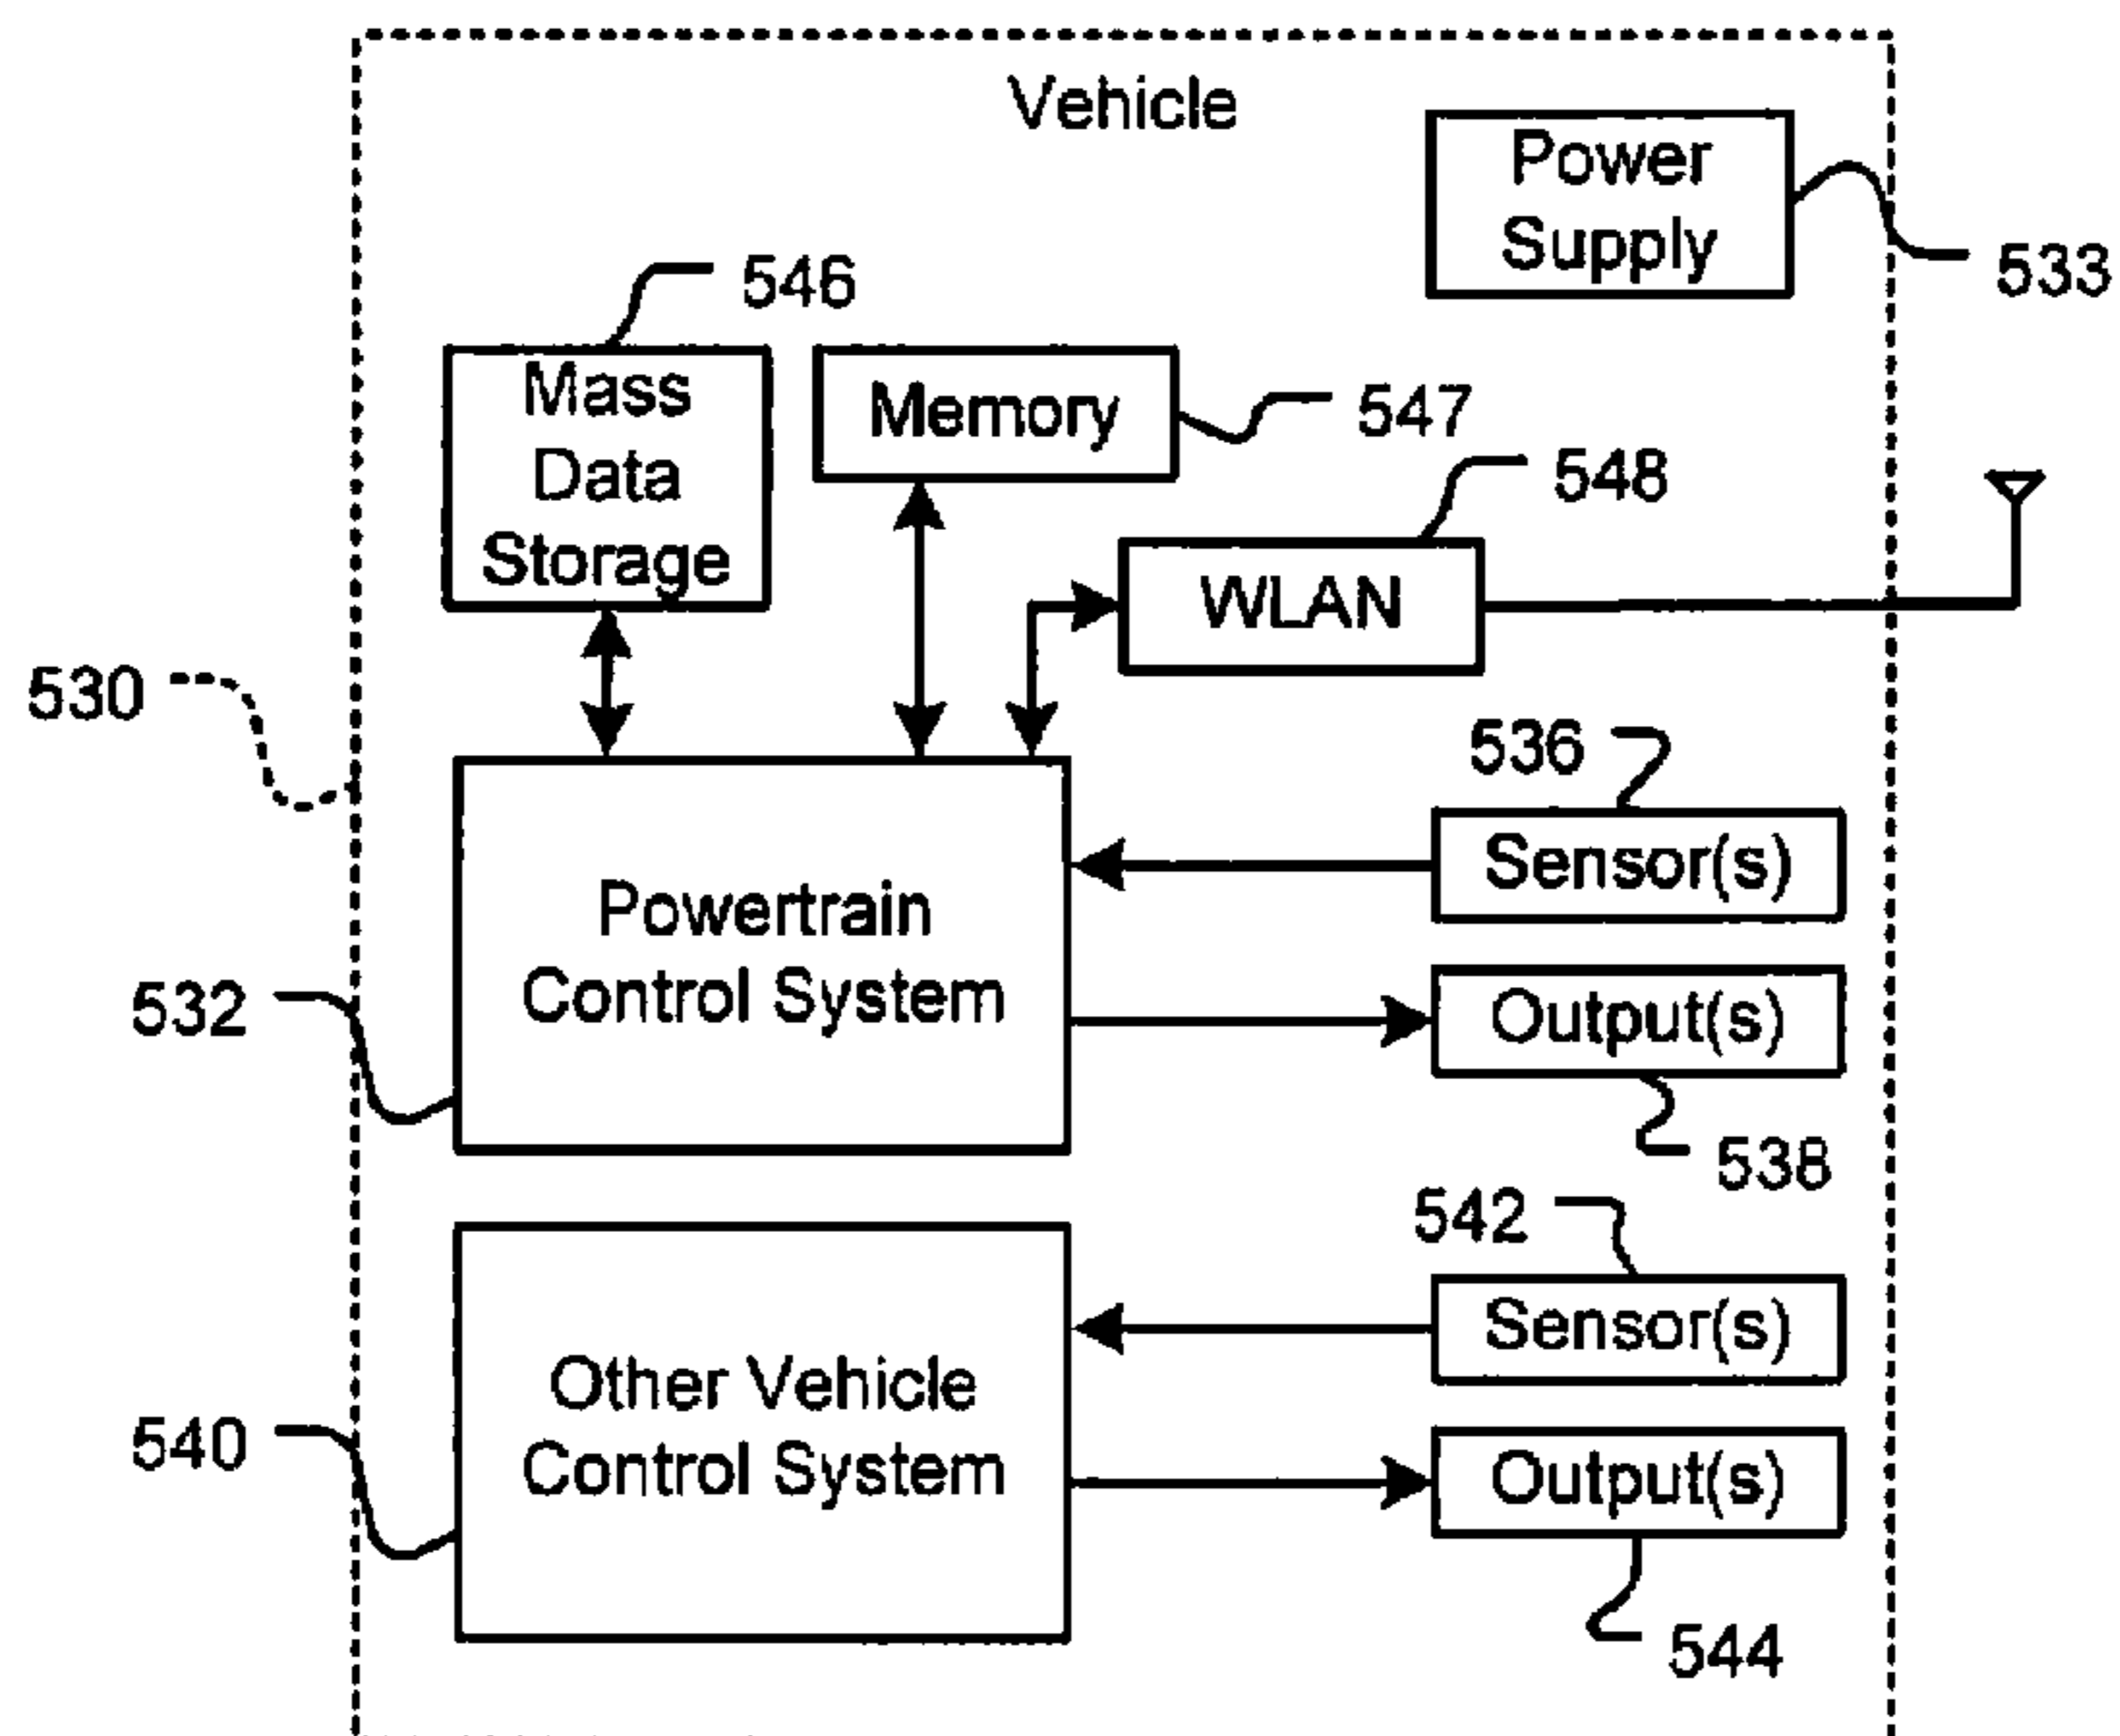 Vehicle
Power
Supply
533
546
Mass
Data
Storage
Memory
547
548
WLAN
530
536
Sensor(s)
Powertrain
Control System
532
Output(s)
538
542
Sensor(s)
Other Vehicle
Control System
540
Output(s)
544